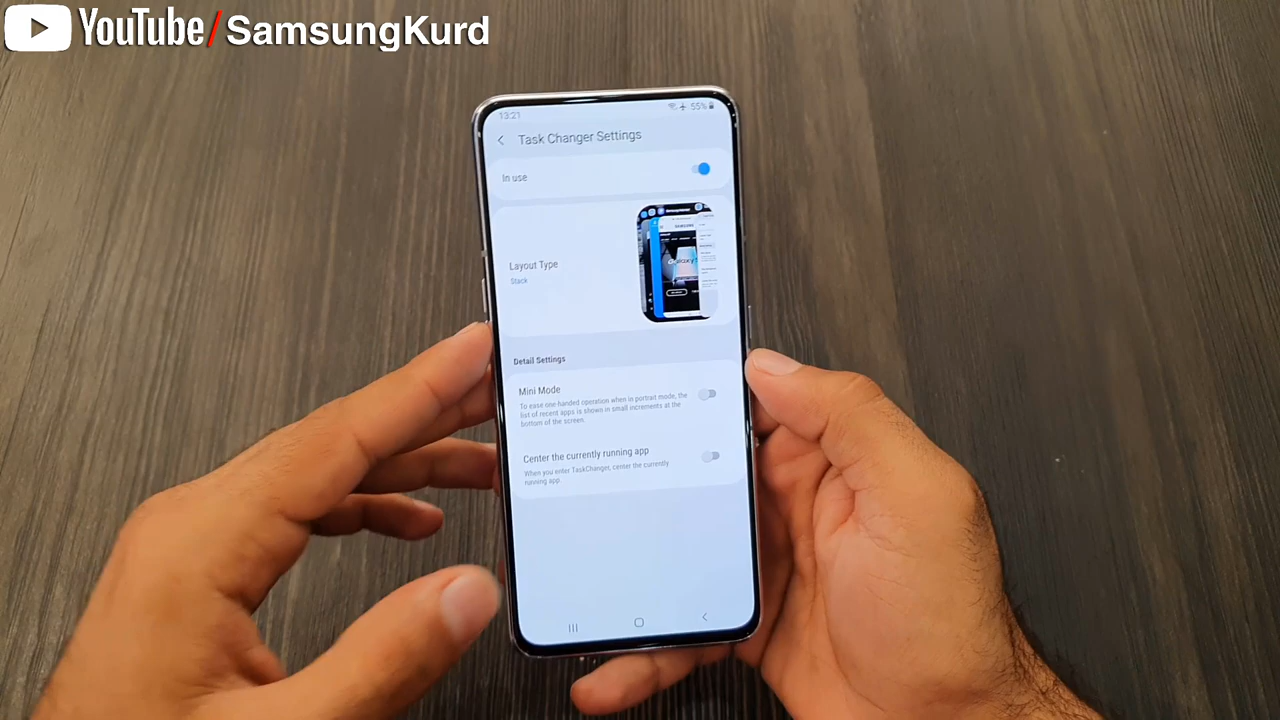 YouTube/SamsungKurd
13:21
55%
Task Changer Settings
In use
Layout Type
Stack
Detail Settings
Mini Mode
To ease one-handed operation when in portrait mode, the
list of recent apps is shown in small increments at the
bottom of the screen.
Center the currently running app
When you enter TaskChanger, center the currently
running app.